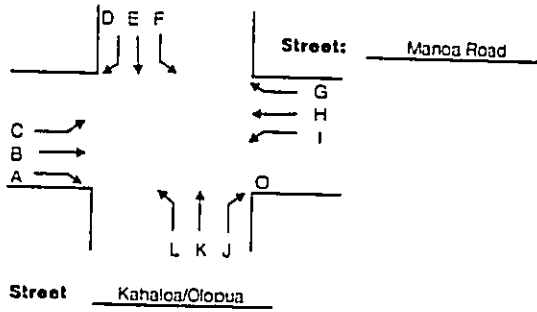 D E F
Street: Manoa Road
G
H
C
I
B
A
O
L K J
Street Kahaloa/Olopua